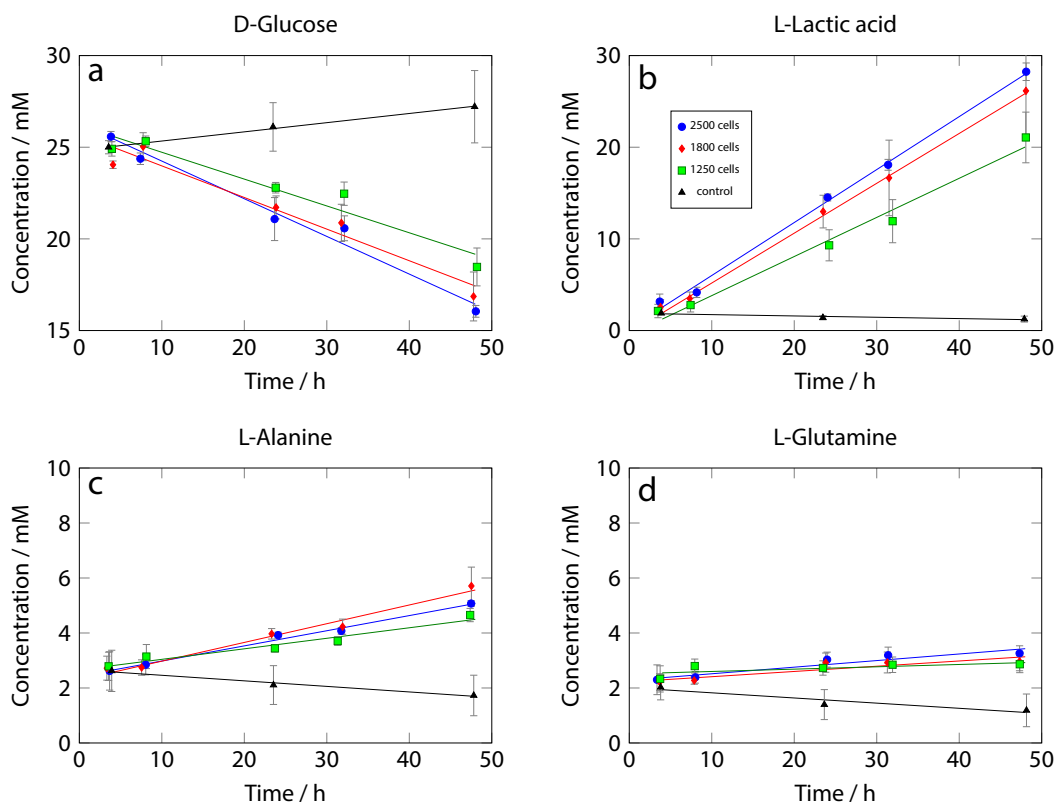 D-Glucose
a
Concentration / mM
30
25
20
15
0 10 20 30 40 50
Time / h
L-Lactic acid
b
Concentration / mM
30
20
10
0
0 10 20 30 40 50
Time / h
2500 cells
1800 cells
1250 cells
control
L-Alanine
c
Concentration / mM
10
8
6
4
2
0
0 10 20 30 40 50
Time / h
L-Glutamine
d
Concentration / mM
10
8
6
4
2
0
0 10 20 30 40 50
Time / h